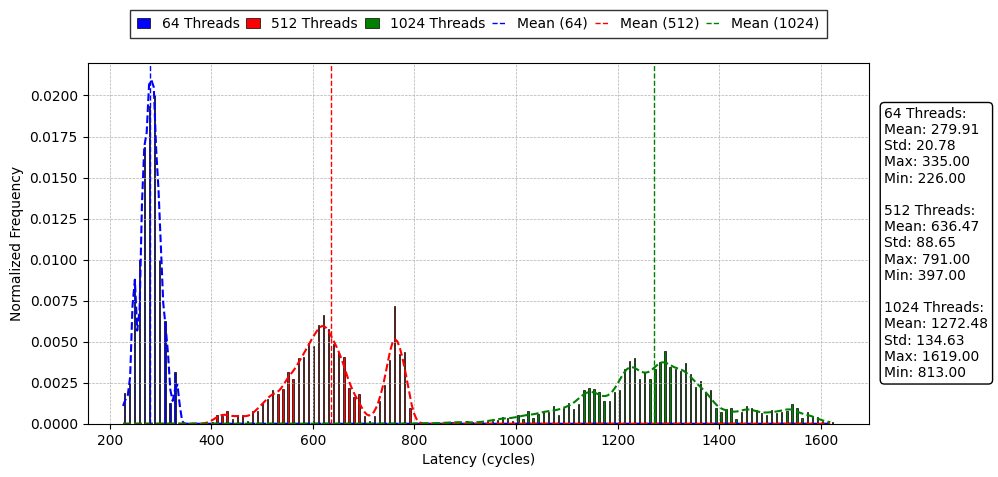 64 Threads 512 Threads 1024 Threads Mean (64) Mean (512) Mean (1024)
0.0200
0.0175
0.0150
0.0125
0.0100
0.0075
0.0050
0.0025
0.0000
Normalized Frequency
200 400 600 800 1000 1200 1400 1600
Latency (cycles)
64 Threads:
Mean: 279.91
Std: 20.78
Max: 335.00
Min: 226.00
512 Threads:
Mean: 636.47
Std: 88.65
Max: 791.00
Min: 397.00
1024 Threads:
Mean: 1272.48
Std: 134.63
Max: 1619.00
Min: 813.00